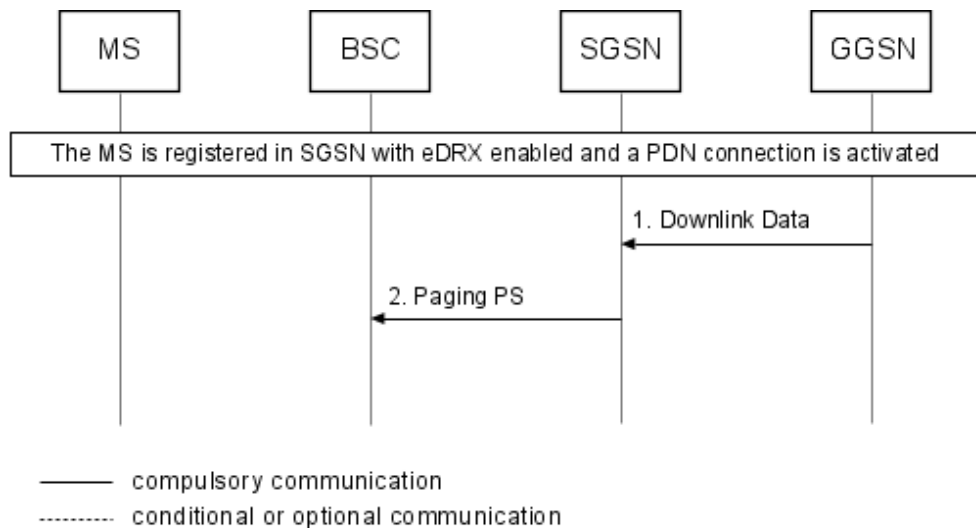 MS
BSC
SGSN
GGSN
The MS is registered in SGSN with eDRX enabled and a PDN connection is activated
1. Downlink Data
2. Paging PS
compulsory communication
conditional or optional communication